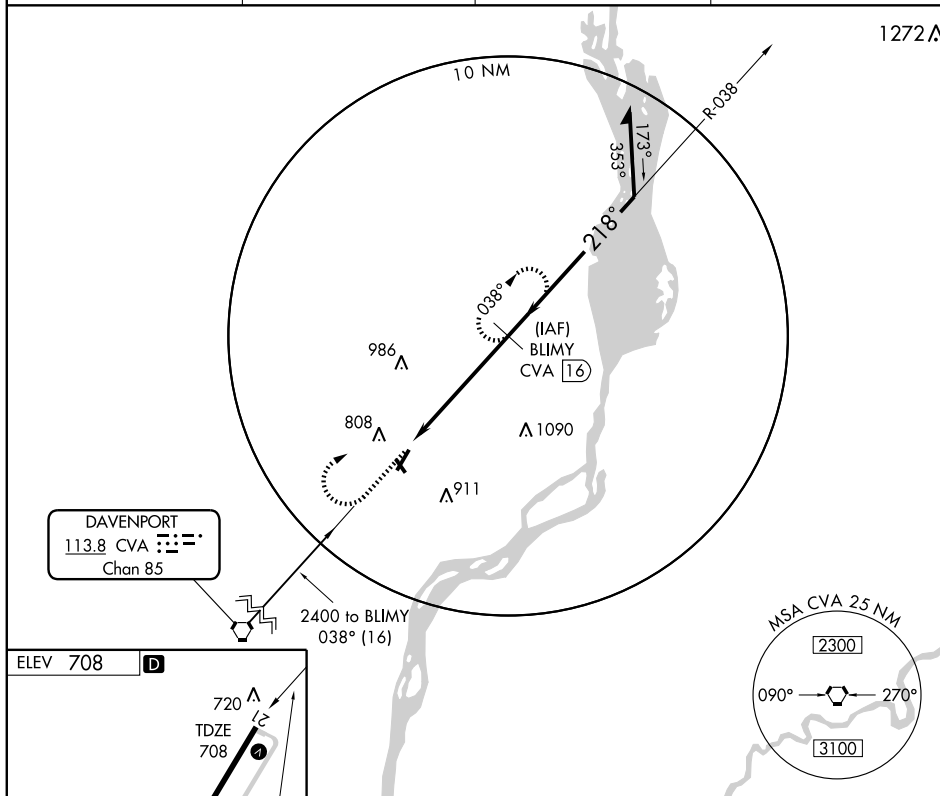 1272
10 NM
R-038
173°
353°
218°
038°
(IAF)
BLIMY
CVA 16
986
808
1090
911
DAVENPORT
113.8 CVA
Chan 85
2400 to BLIMY
038° (16)
MSA CVA 25 NM
2300
090°
270°
3100
ELEV 708 D
720
21
TDZE
708